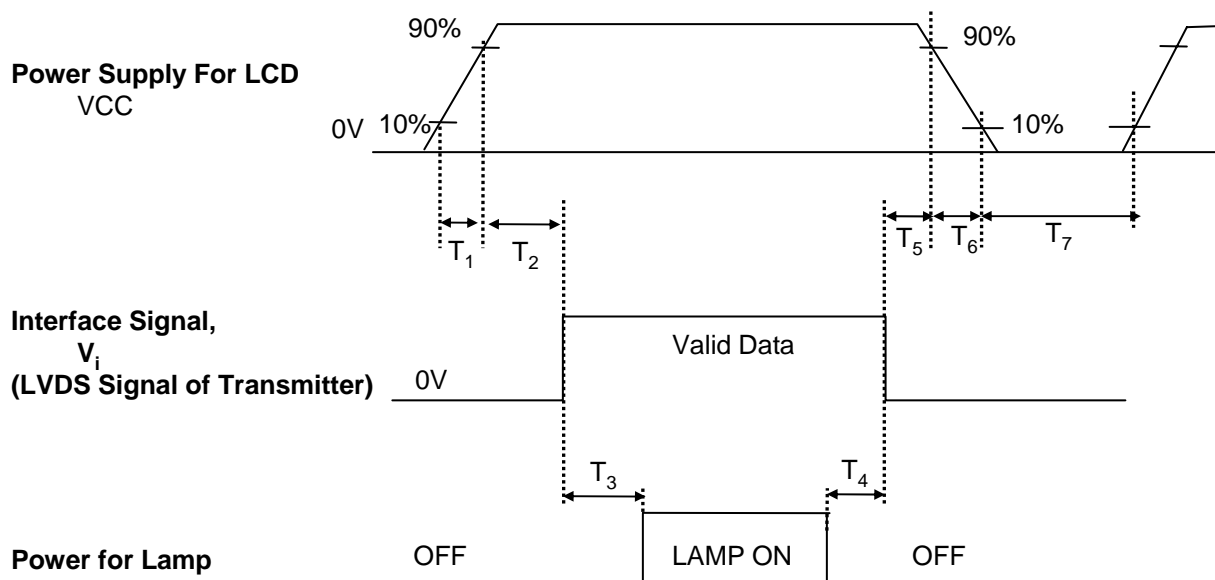 90%
90%
Power Supply For LCD
VCC
0V
10%
10%
T1
T2
T5
T6
T7
Interface Signal,
Vi
(LVDS Signal of Transmitter)
Valid Data
0V
T3
T4
Power for Lamp
OFF
LAMP ON
OFF